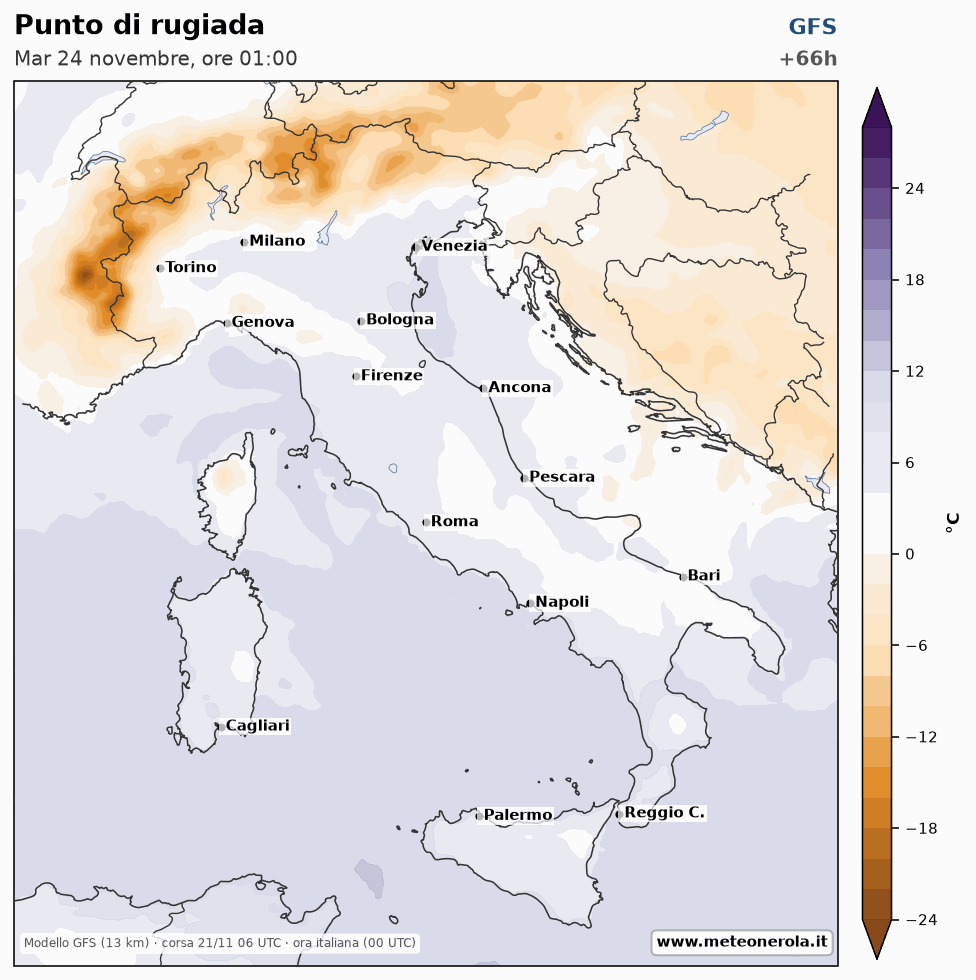 Punto di rugiada
GFS
Mar 24 novembre, ore 01:00
+66h
Milano
Venezia
Torino
Genova
Bologna
Firenze
Ancona
Pescara
Roma
Bari
Napoli
Cagliari
Palermo
Reggio C.
24
18
12
6
0
−6
−12
−18
−24
°C
Modello GFS (13 km) · corsa 21/11 06 UTC · ora italiana (00 UTC)
www.meteonerola.it